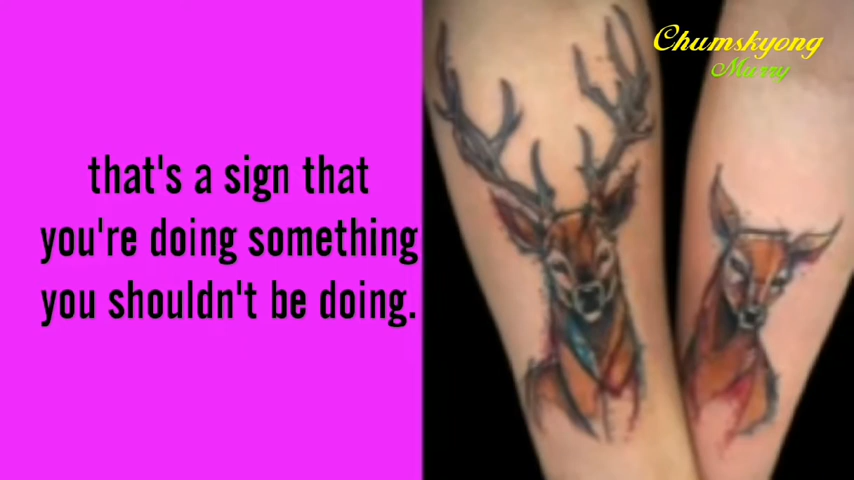 that's a sign that
you're doing something
you shouldn't be doing.
Chumskyong
Murry